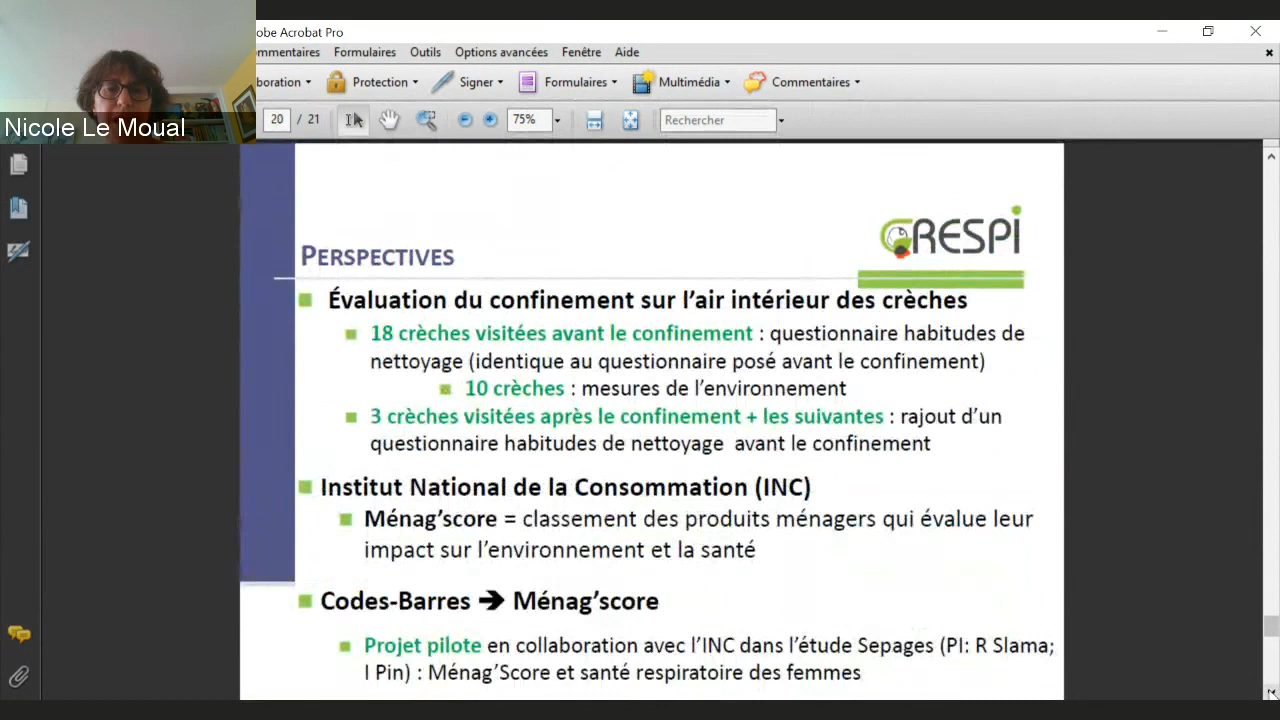 obe Acrobat Pro
ommentaires Formulaires Outils Options avancées Fenêtre Aide
boration Protection Signer Formulaires Multimédia Commentaires
20 / 21 75% Rechercher
Nicole Le Moual
CRESPI
PERSPECTIVES
Évaluation du confinement sur l’air intérieur des crèches
18 crèches visitées avant le confinement : questionnaire habitudes de
nettoyage (identique au questionnaire posé avant le confinement)
10 crèches : mesures de l’environnement
3 crèches visitées après le confinement + les suivantes : rajout d’un
questionnaire habitudes de nettoyage avant le confinement
Institut National de la Consommation (INC)
Ménag’score = classement des produits ménagers qui évalue leur
impact sur l’environnement et la santé
Codes-Barres ➔ Ménag’score
Projet pilote en collaboration avec l’INC dans l’étude Sepages (PI: R Slama;
I Pin) : Ménag’Score et santé respiratoire des femmes